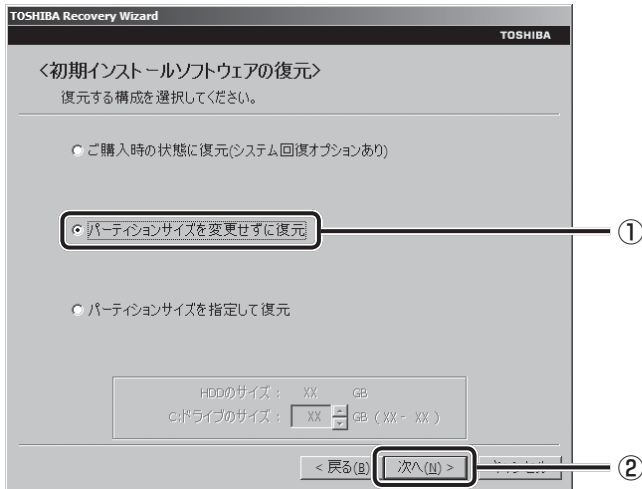 TOSHIBA Recovery Wizard
TOSHIBA
<初期インストールソフトウェアの復元>
復元する構成を選択してください。
ご購入時の状態に復元(システム回復オプションあり)
パーティションサイズを変更せずに復元
①
パーティションサイズを指定して復元
HDDのサイズ： XX GB
C:ドライブのサイズ： XX GB ( XX - XX )
< 戻る(B) 次へ(N) >
②